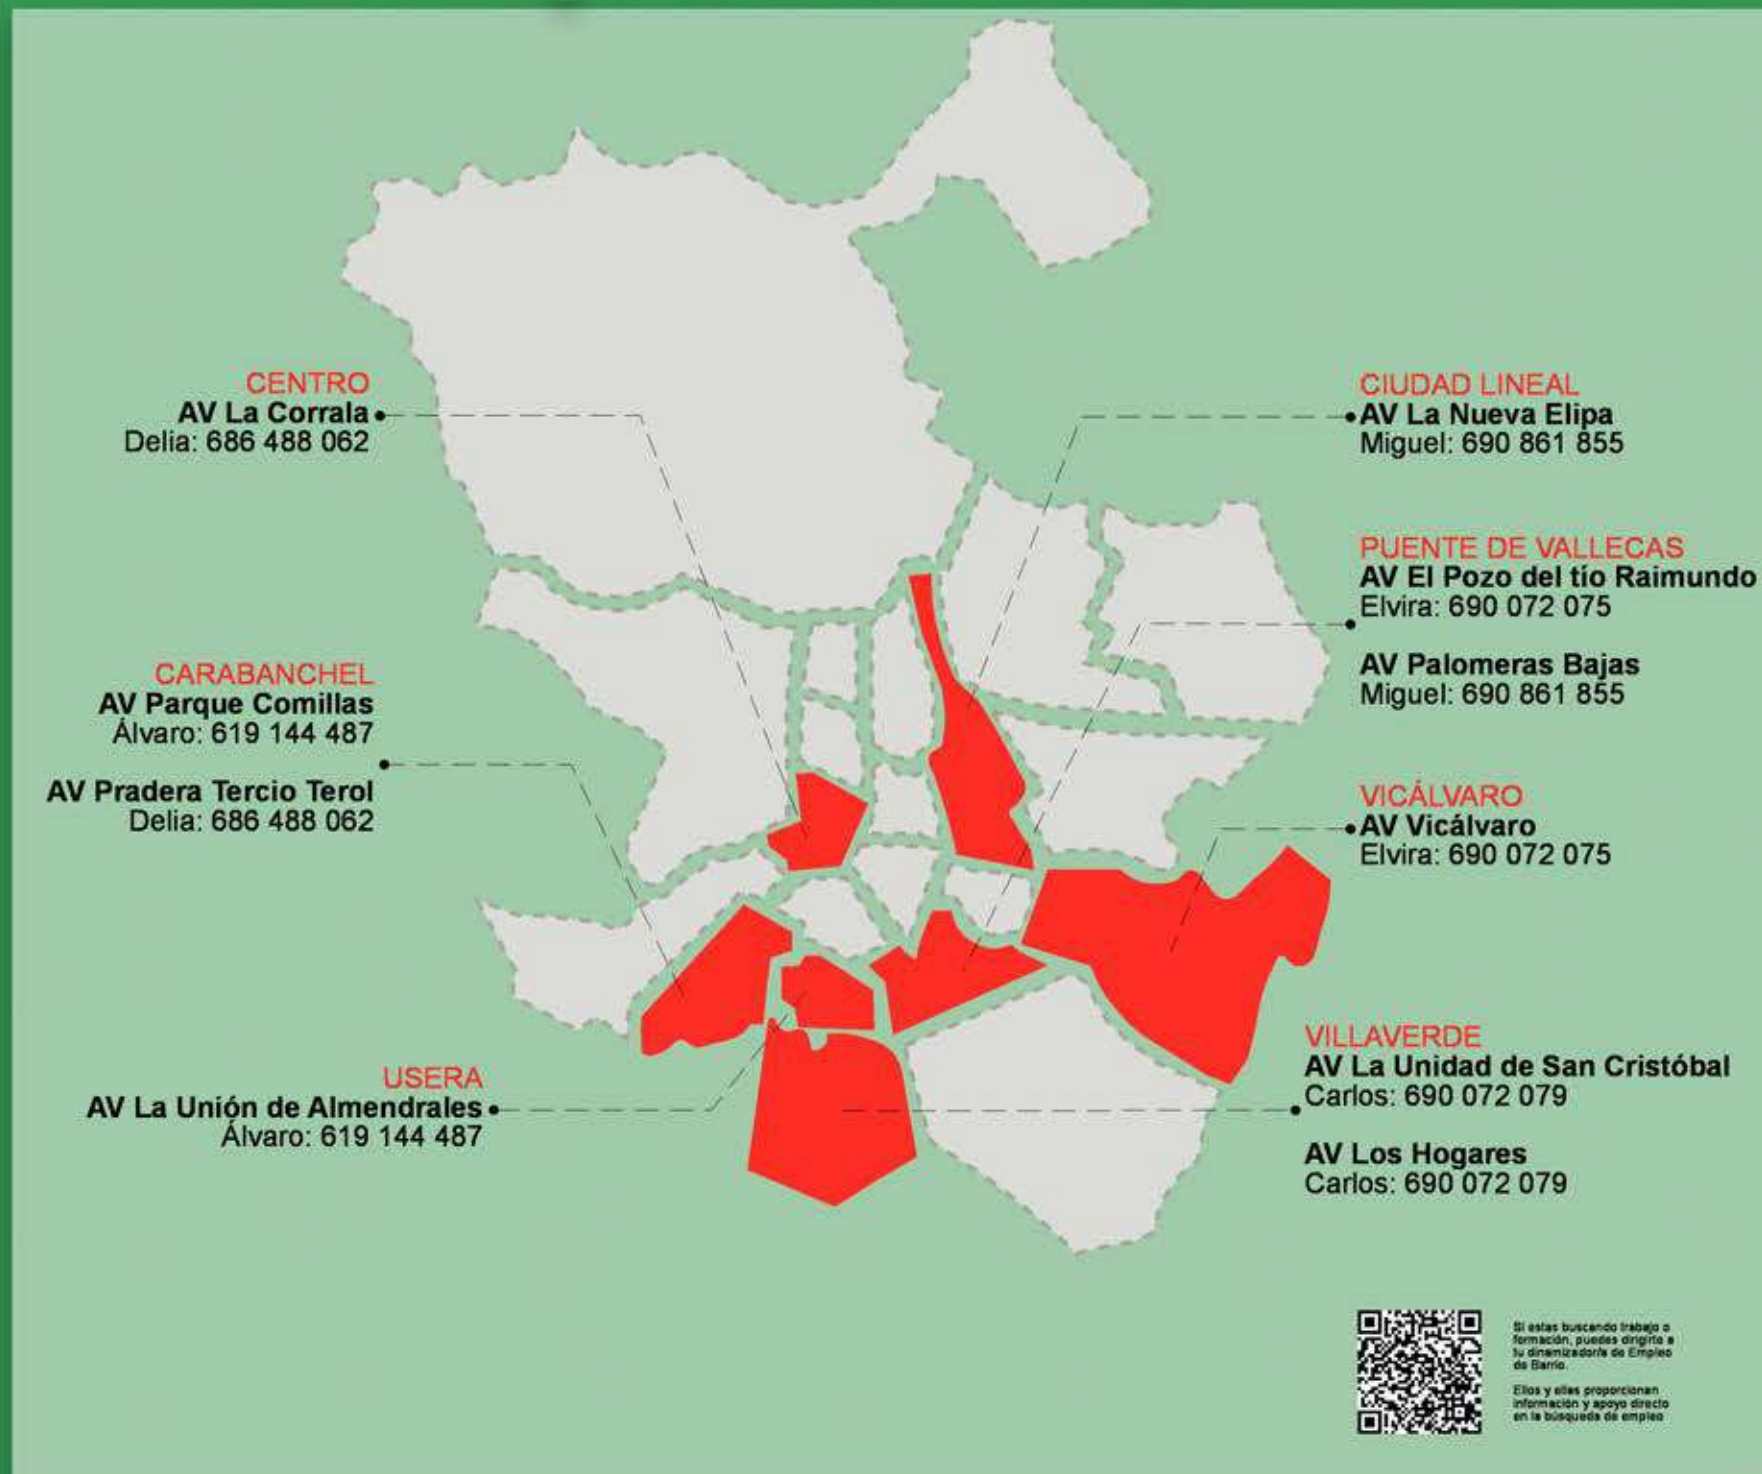 CENTRO
AV La Corrala
Delia: 686 488 062
CARABANCHEL
AV Parque Comillas
Álvaro: 619 144 487
AV Pradera Tercio Terol
Delia: 686 488 062
USERA
AV La Unión de Almendrales
Álvaro: 619 144 487
CIUDAD LINEAL
AV La Nueva Elipa
Miguel: 690 861 855
PUENTE DE VALLECAS
AV El Pozo del tío Raimundo
Elvira: 690 072 075
AV Palomeras Bajas
Miguel: 690 861 855
VICÁLVARO
AV Vicálvaro
Elvira: 690 072 075
VILLAVERDE
AV La Unidad de San Cristóbal
Carlos: 690 072 079
AV Los Hogares
Carlos: 690 072 079
Si estas buscando trabajo o
formación, puedes dirigirte a
tu dinamizador/a de Empleo
de Barrio.
Ellos y ellas proporcionan
información y apoyo directo
en la búsqueda de empleo